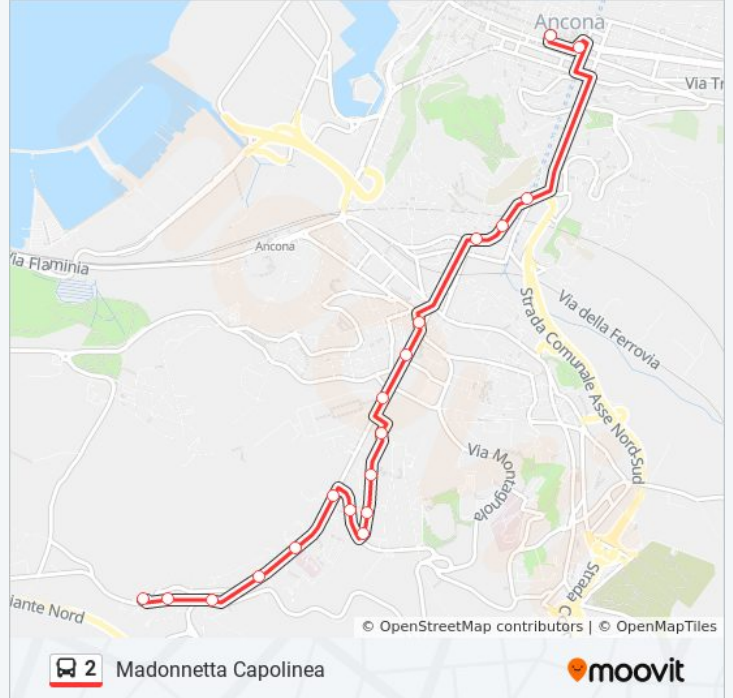 Ancona
Via Tr
Ancona
Via Flaminia
Strada Comunale Asse Nord-Sud
Via della Ferrovia
Via Montagnola
Strada C
iante Nord
© OpenStreetMap contributors | © OpenMapTiles
2 Madonnetta Capolinea
moovit